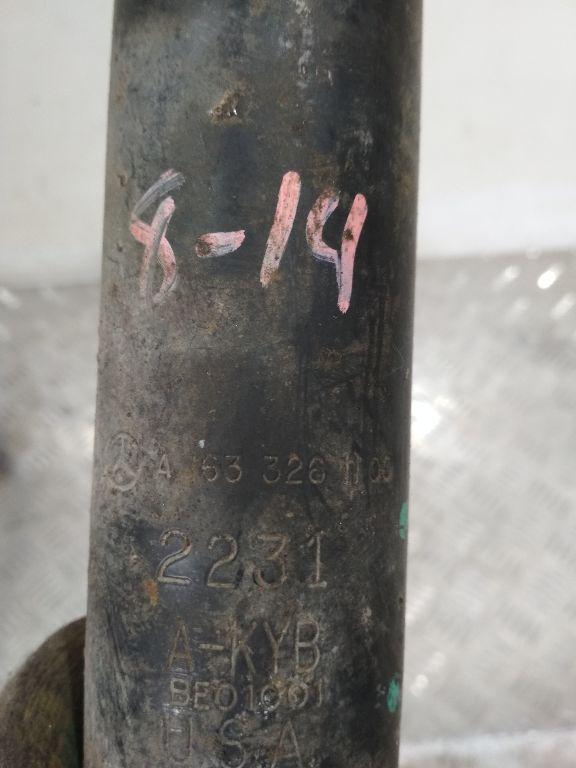 8-14
A 163 326 11 00
2231
A-KYB
BE01001
U.S.A.